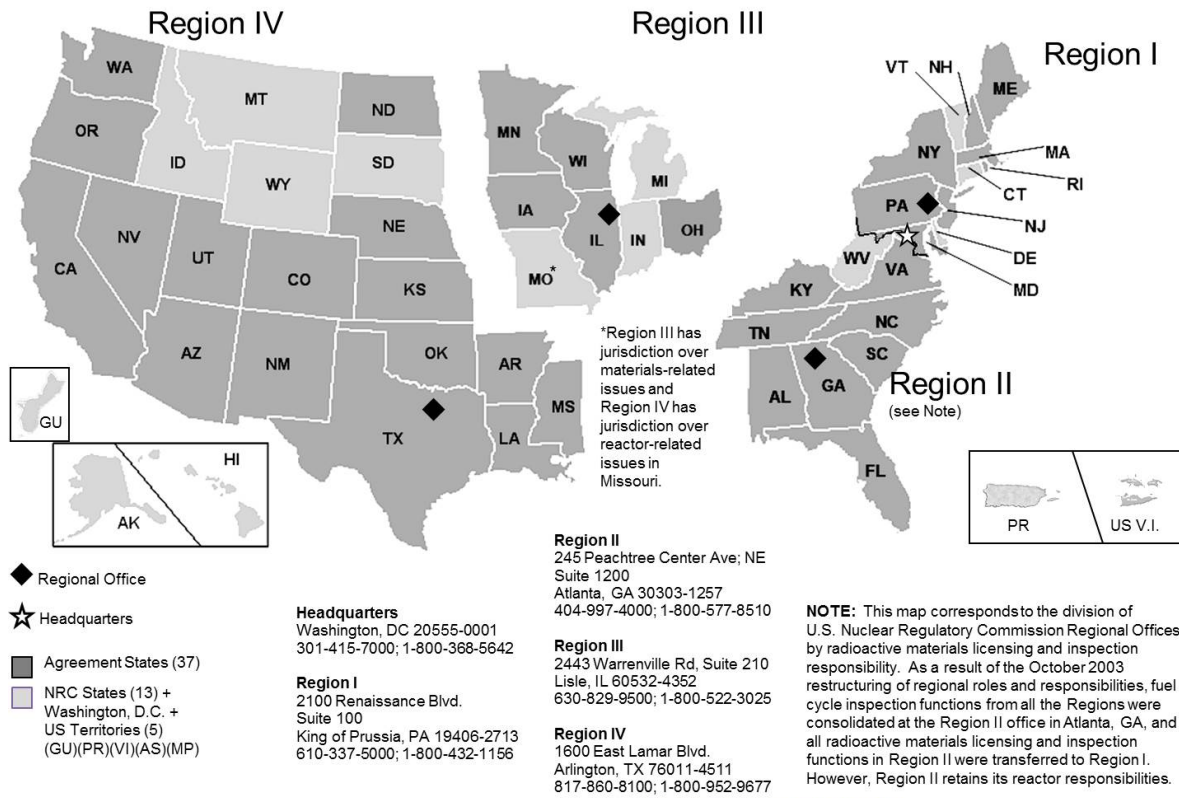 Region IV
Region III
Region I
WA
MT
ND
OR
ID
SD
WY
NE
NV
UT
CO
KS
CA
AZ
NM
OK
TX
AR
LA
MS
MN
WI
MI
IA
IL
IN
OH
MO*
VT
NH
ME
NY
MA
RI
CT
PA
NJ
DE
MD
WV
VA
KY
NC
TN
SC
GA
AL
FL
Region II
(see Note)
*Region III has
jurisdiction over
materials-related
issues and
Region IV has
jurisdiction over
reactor-related
issues in
Missouri.
GU
HI
AK
PR
US V.I.
Regional Office
Headquarters
Agreement States (37)
NRC States (13) +
Washington, D.C. +
US Territories (5)
(GU)(PR)(VI)(AS)(MP)
Headquarters
Washington, DC 20555-0001
301-415-7000; 1-800-368-5642
Region I
2100 Renaissance Blvd.
Suite 100
King of Prussia, PA 19406-2713
610-337-5000; 1-800-432-1156
Region II
245 Peachtree Center Ave; NE
Suite 1200
Atlanta, GA 30303-1257
404-997-4000; 1-800-577-8510
Region III
2443 Warrenville Rd, Suite 210
Lisle, IL 60532-4352
630-829-9500; 1-800-522-3025
Region IV
1600 East Lamar Blvd.
Arlington, TX 76011-4511
817-860-8100; 1-800-952-9677
NOTE: This map corresponds to the division of
U.S. Nuclear Regulatory Commission Regional Offices
by radioactive materials licensing and inspection
responsibility. As a result of the October 2003
restructuring of regional roles and responsibilities, fuel
cycle inspection functions from all the Regions were
consolidated at the Region II office in Atlanta, GA, and
all radioactive materials licensing and inspection
functions in Region II were transferred to Region I.
However, Region II retains its reactor responsibilities.